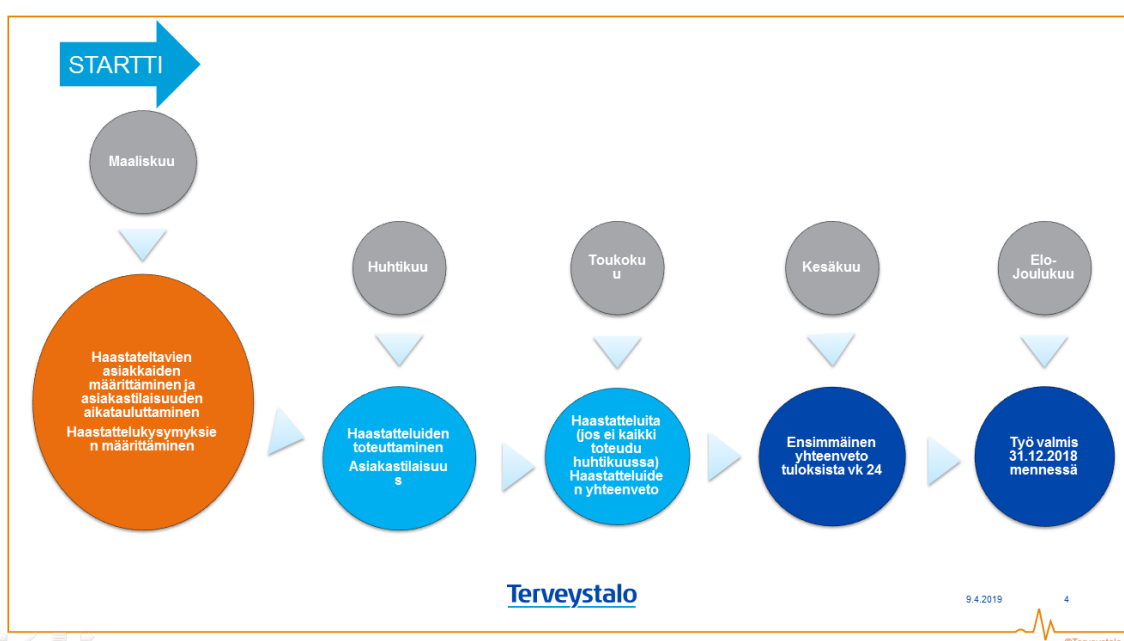 STARTTI
Maaliskuu
Haastateltavien
asiakkaiden
määrittäminen ja
asiakastilaisuuden
aikatauluttaminen
Haastattelukysymyksie
n määrittäminen
Huhtikuu
Haastatteluiden
toteuttaminen
Asiakastilaisuu
s
Toukoku
u
Haastatteluita
(jos ei kaikki
toteudu
huhtikuussa)
Haastatteluide
n yhteenveto
Kesäkuu
Ensimmäinen
yhteenveto
tuloksista vk 24
Elo-
Joulukuu
Työ valmis
31.12.2018
mennessä
Terveystalo
9.4.2019
4
©Terveystalo